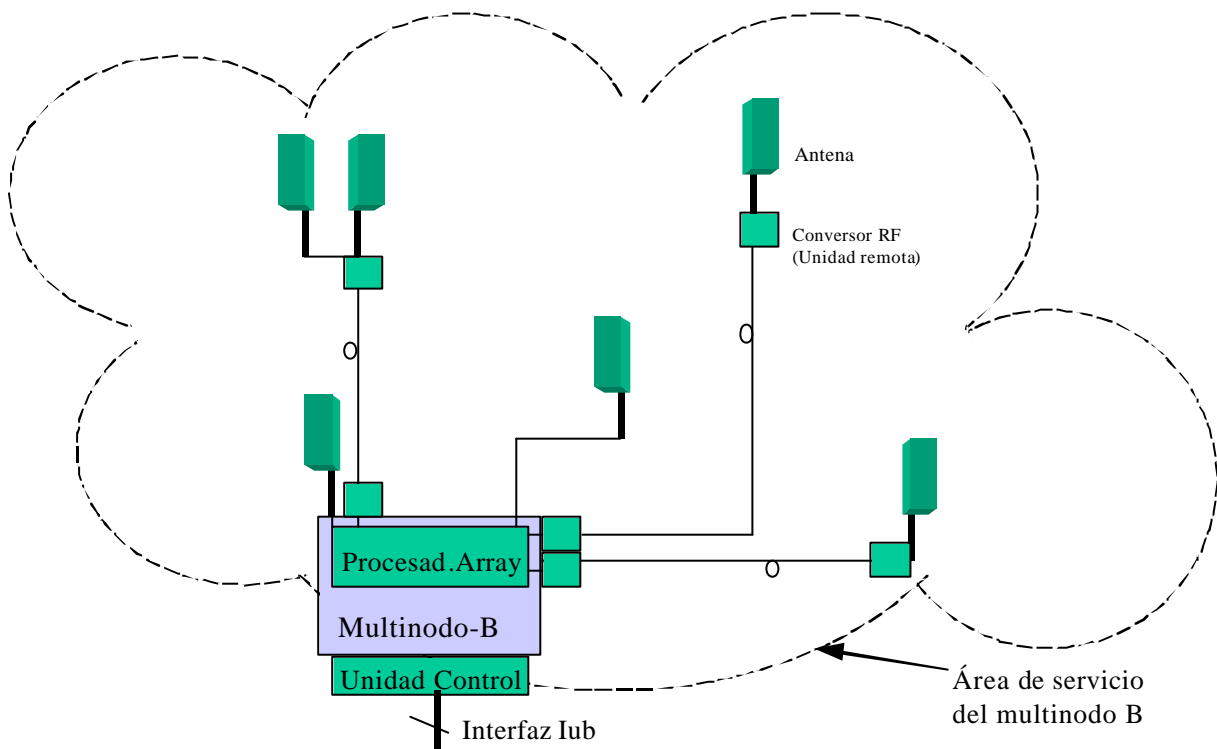 Antena
Conversor RF
(Unidad remota)
Procesad.Array
Multinodo-B
Unidad Control
Interfaz Iub
Área de servicio
del multinodo B